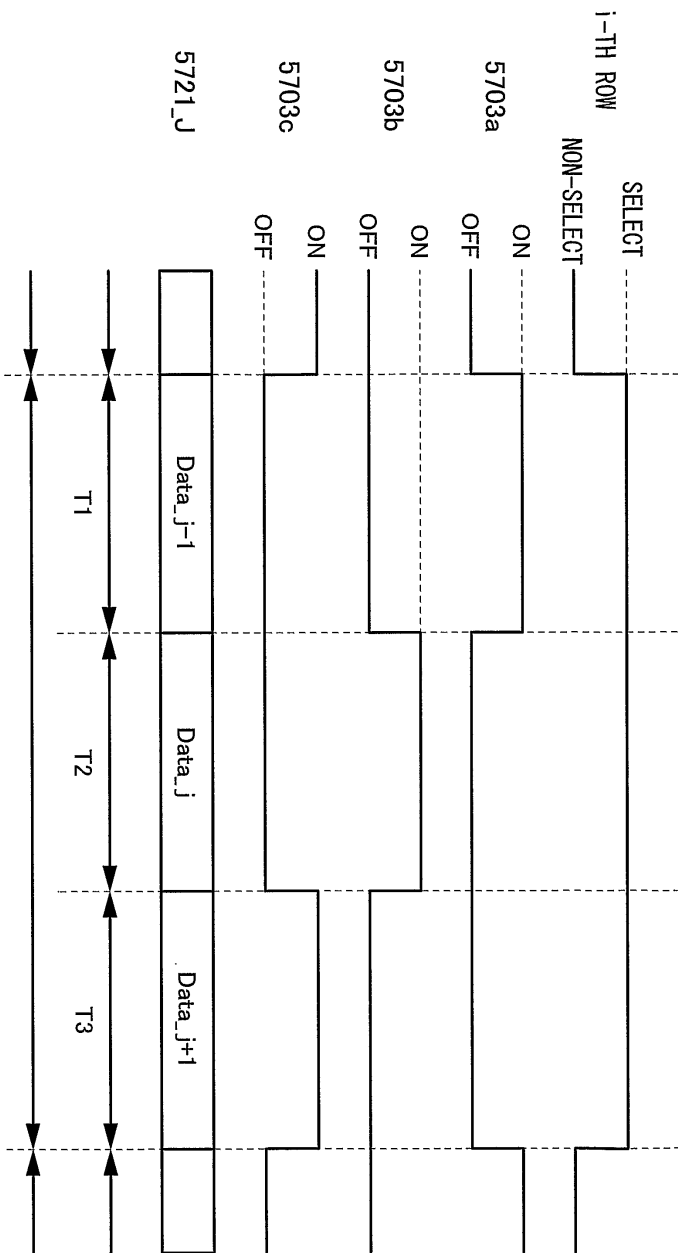 i-TH ROW
SELECT
NON-SELECT
5703a
ON
OFF
5703b
ON
OFF
5703c
ON
OFF
5721_J
Data_j-1
Data_j
Data_j+1
T1
T2
T3